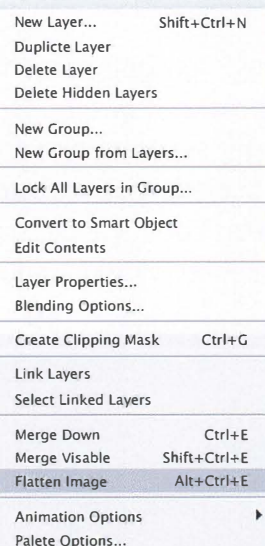 New Layer... Shift+Ctrl+N
Duplicte Layer
Delete Layer
Delete Hidden Layers
New Group...
New Group from Layers...
Lock All Layers in Group...
Convert to Smart Object
Edit Contents
Layer Properties...
Blending Options...
Create Clipping Mask Ctrl+G
Link Layers
Select Linked Layers
Merge Down Ctrl+E
Merge Visable Shift+Ctrl+E
Flatten Image Alt+Ctrl+E
Animation Options
Palete Options...